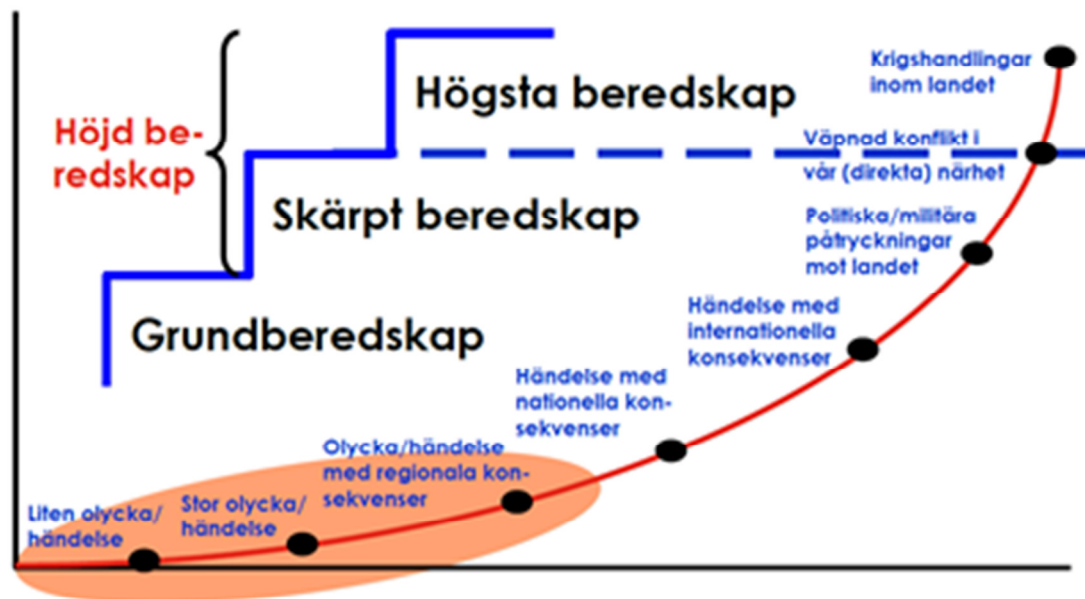 Högsta beredskap
Höjd be-
redskap
Skärpt beredskap
Grundberedskap
Krigshandlingar
inom landet
Väpnad konflikt i
vår (direkta) närhet
Politiska/militära
påtryckningar
mot landet
Händelse med
internationella
konsekvenser
Händelse med
nationella kon-
sekvenser
Olycka/händelse
med regionala kon-
sekvenser
Stor olycka/
händelse
Liten olycka/
händelse